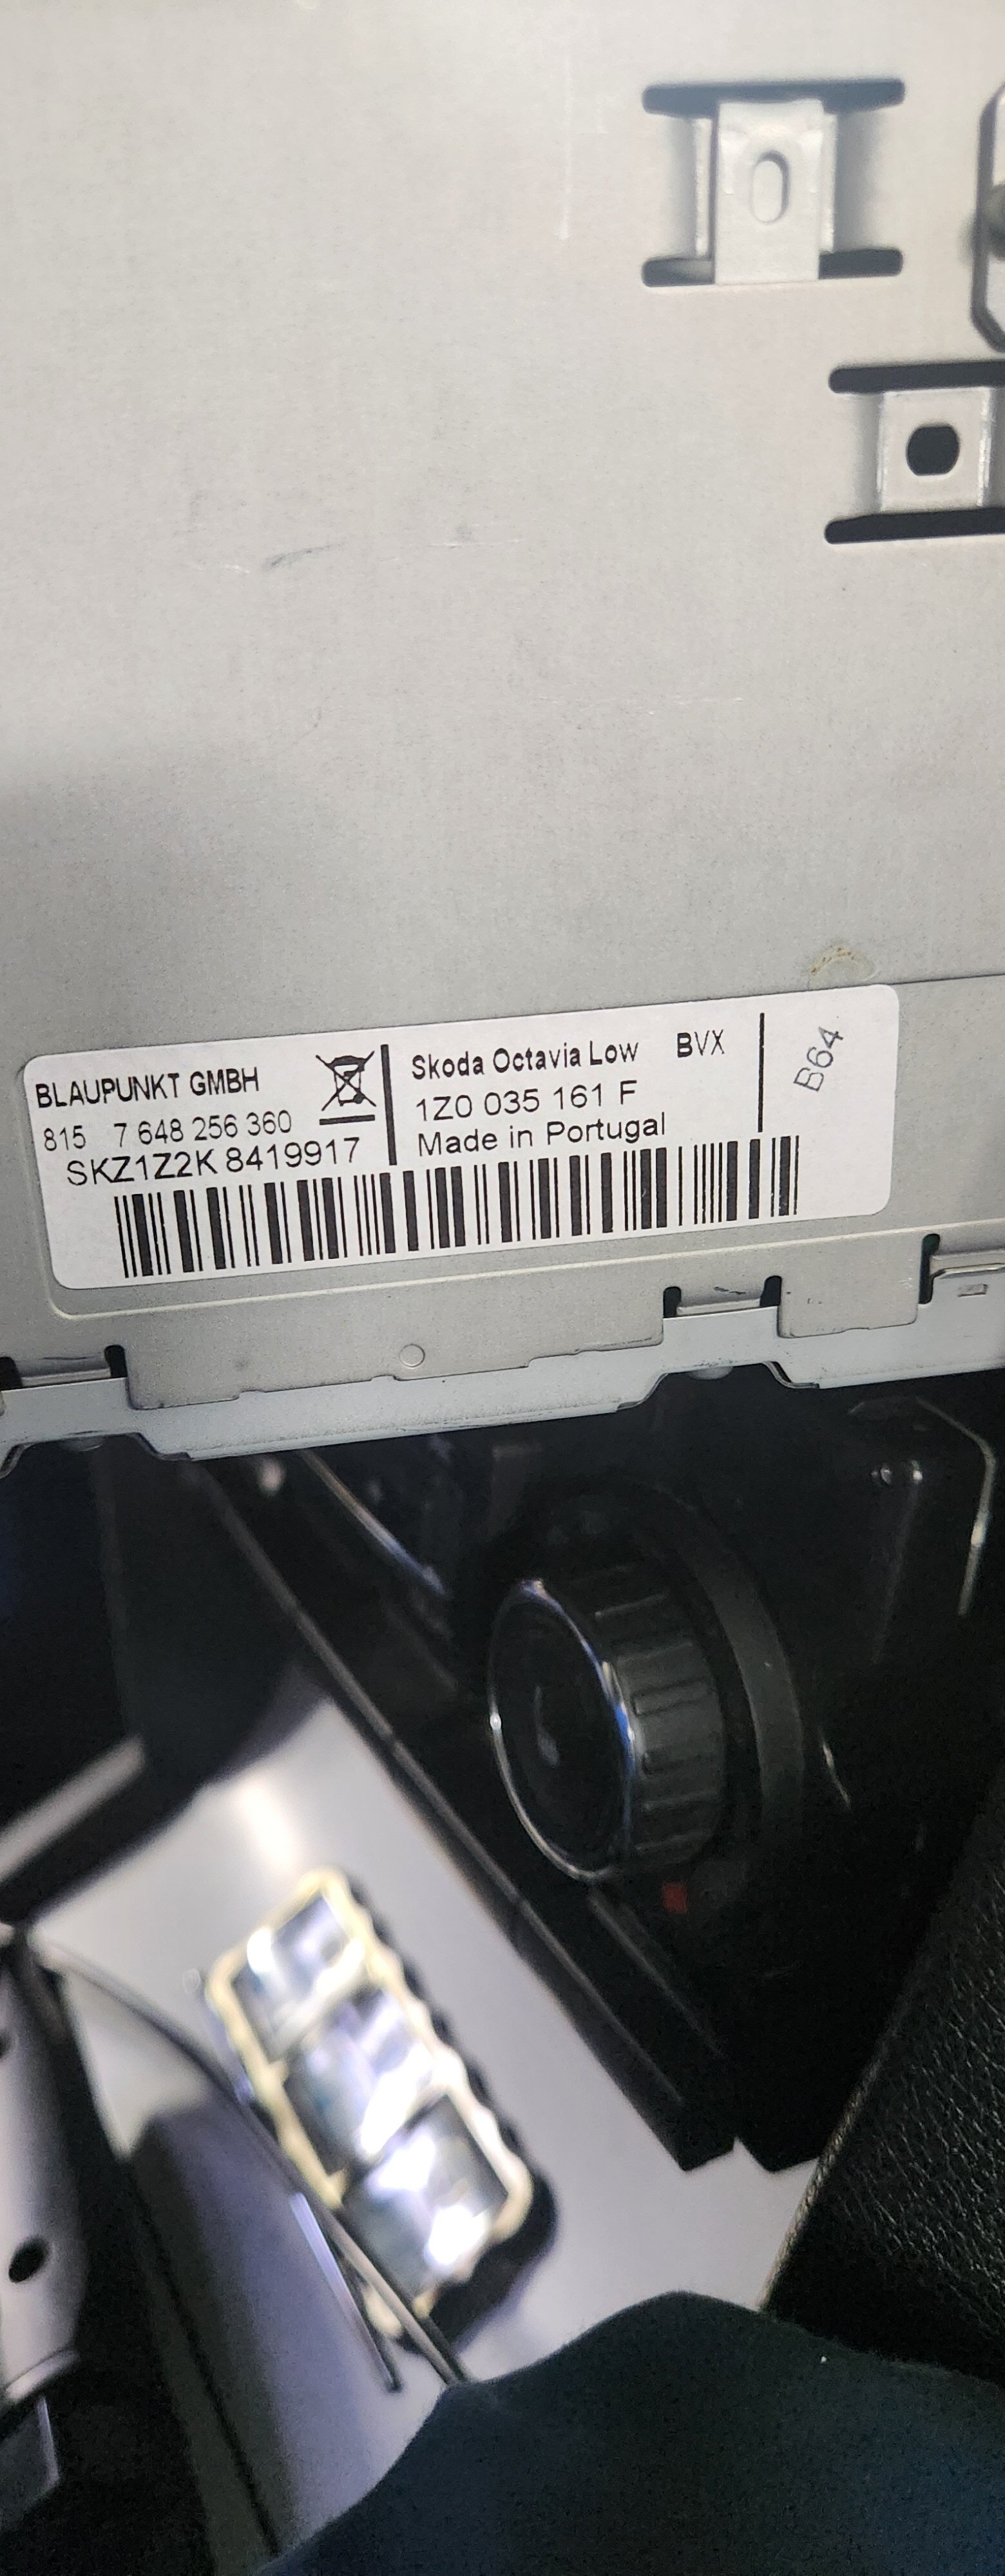 BLAUPUNKT GMBH
815 7 648 256 360
SKZ1Z2K 8419917
Skoda Octavia Low BVX
1Z0 035 161 F
Made in Portugal
B64